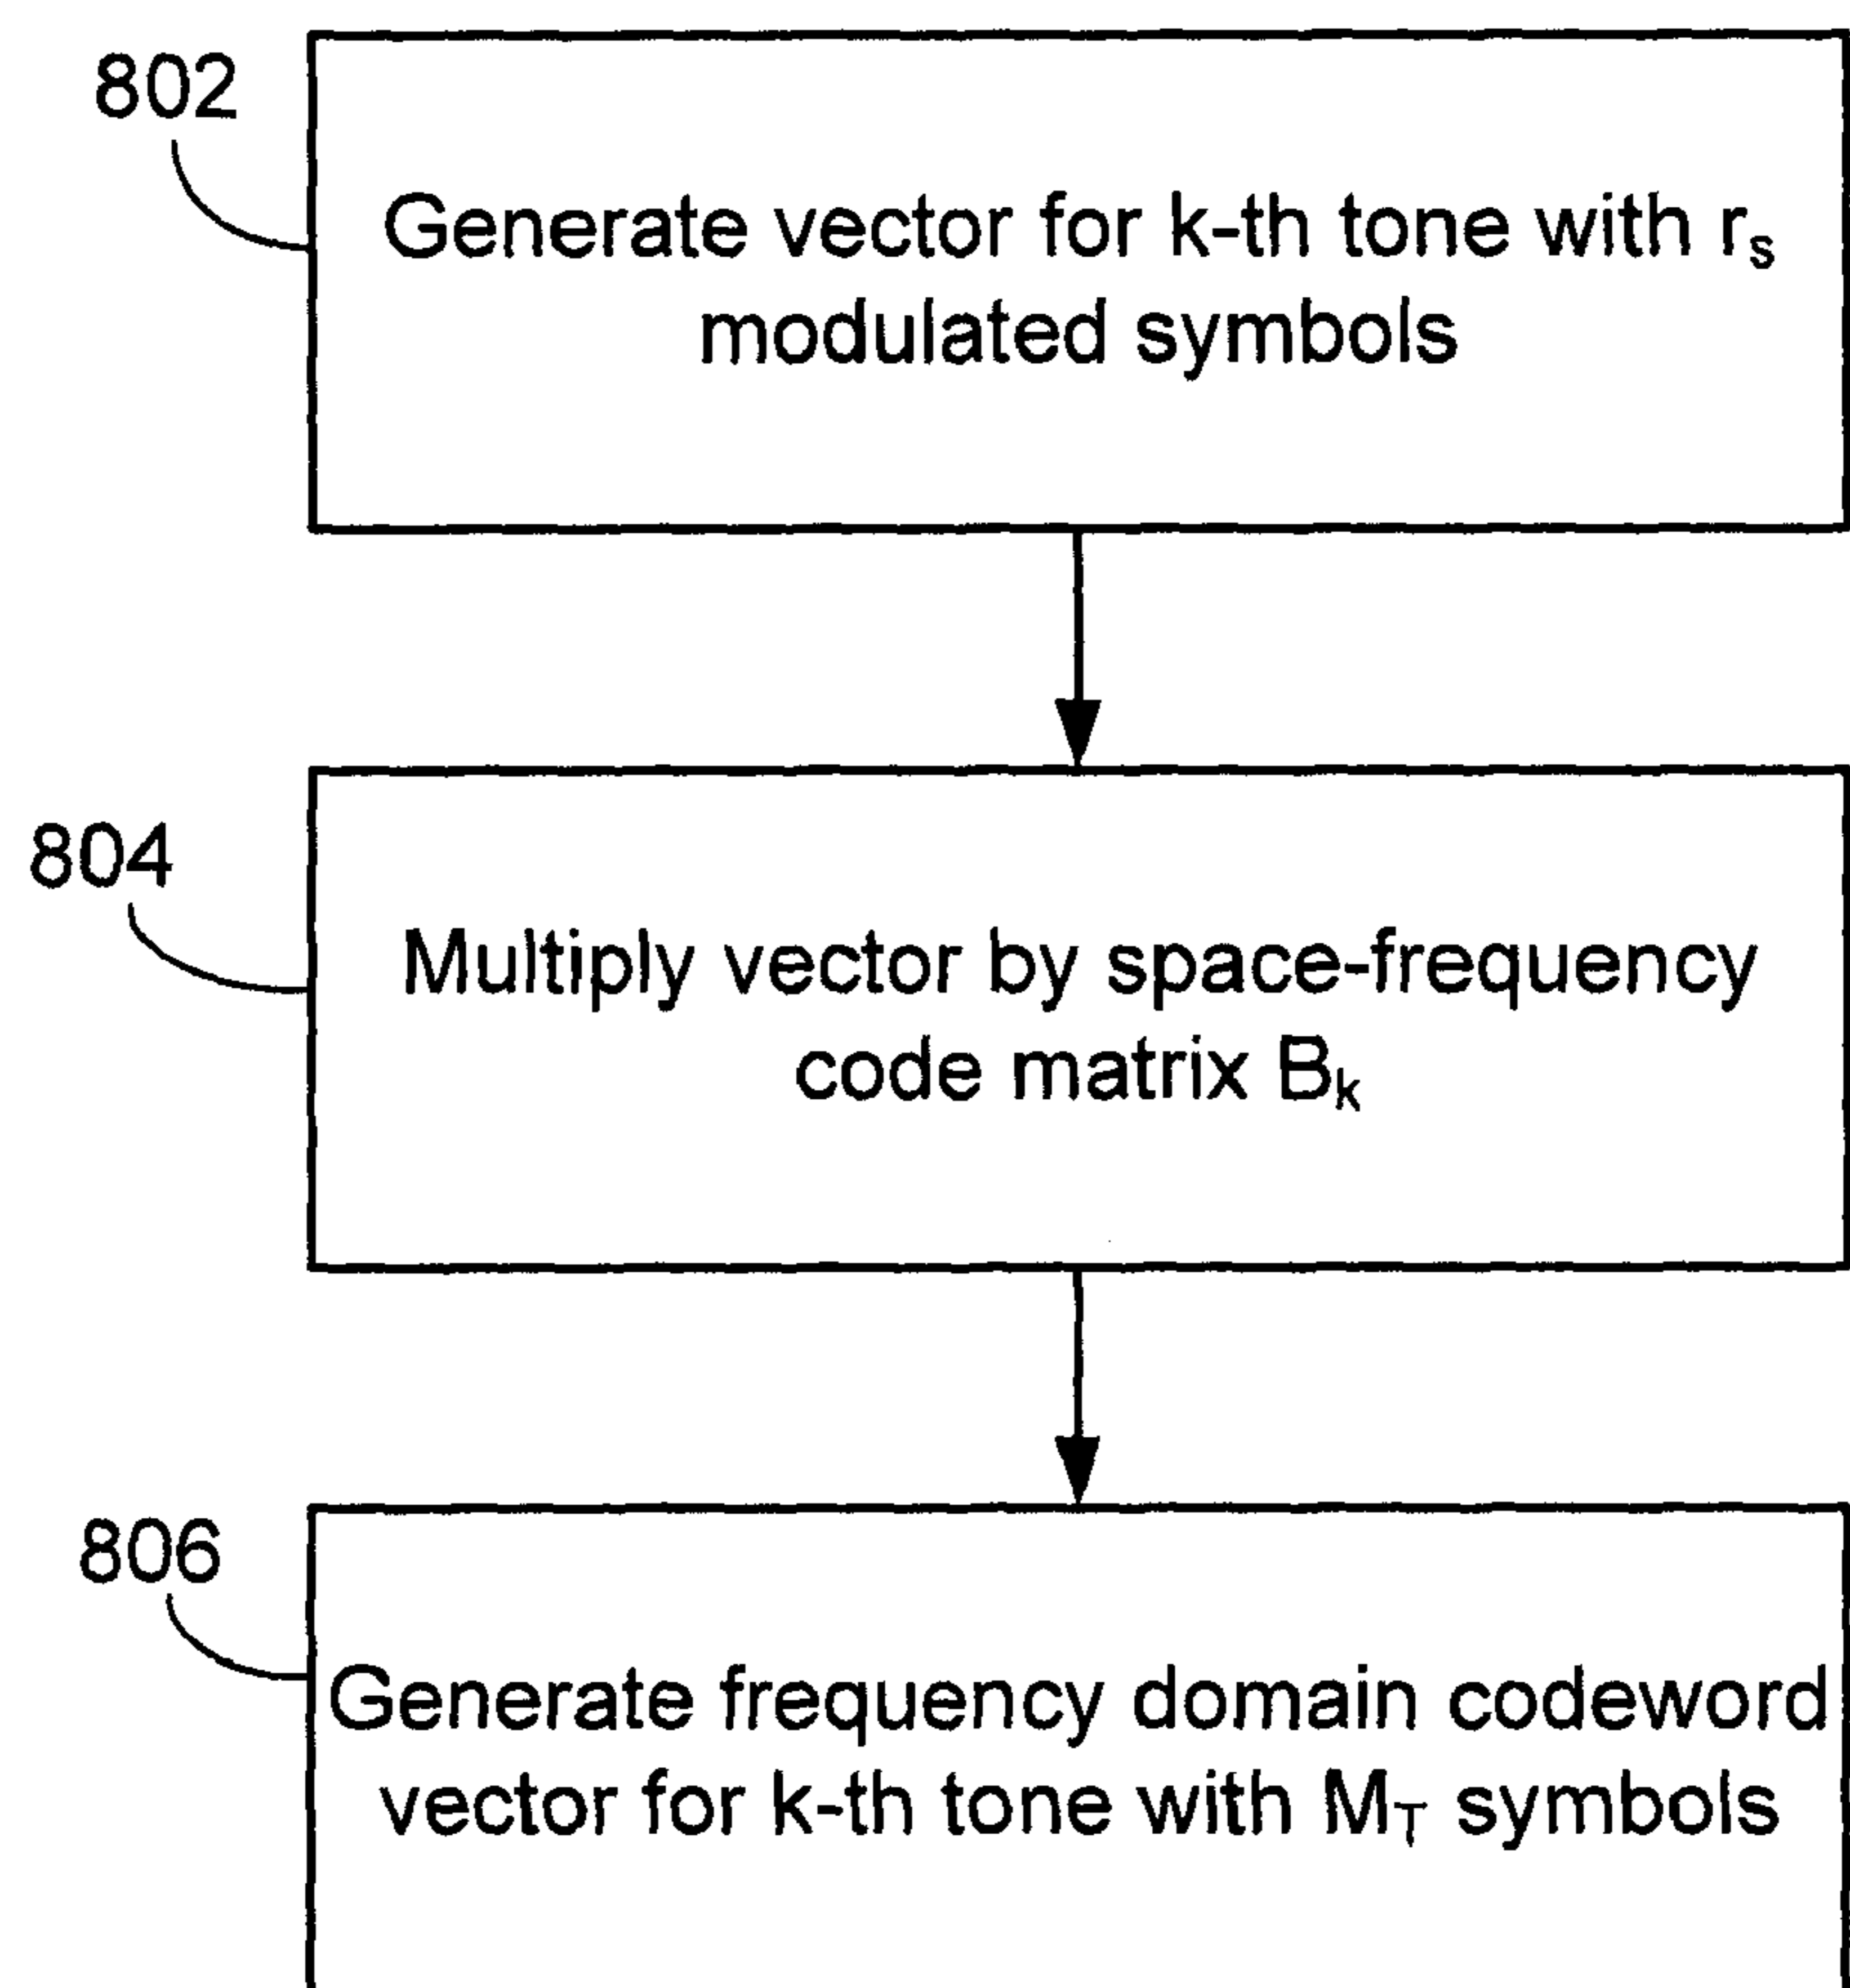 802
Generate vector for k-th tone with rₛ
modulated symbols
804
Multiply vector by space-frequency
code matrix Bₖ
806
Generate frequency domain codeword
vector for k-th tone with M_T symbols